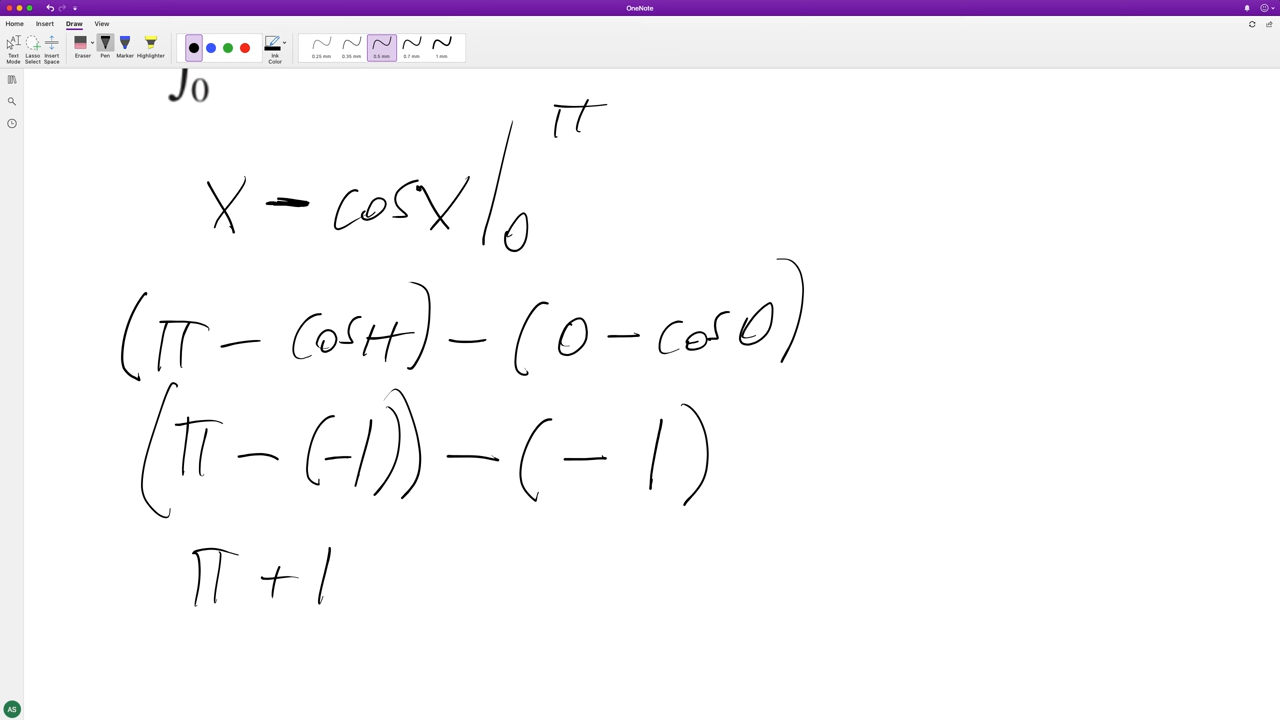 OneNote
Home Insert Draw View
Text Mode Lasso Select Insert Space Eraser Pen Marker Highlighter Ink Color 0.25 mm 0.35 mm 0.5 mm 0.7 mm 1 mm
∫0
π
x - cosx |
0
(π - cosπ) - (0 - cos0)
(π - (-1)) - (- 1)
π + 1
AS